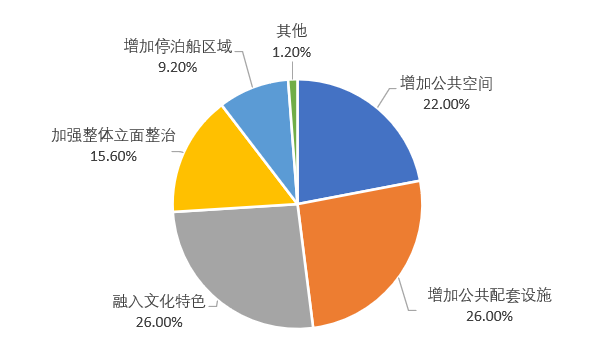 其他
1.20%
增加停泊船区域
9.20%
增加公共空间
22.00%
加强整体立面整治
15.60%
融入文化特色
26.00%
增加公共配套设施
26.00%